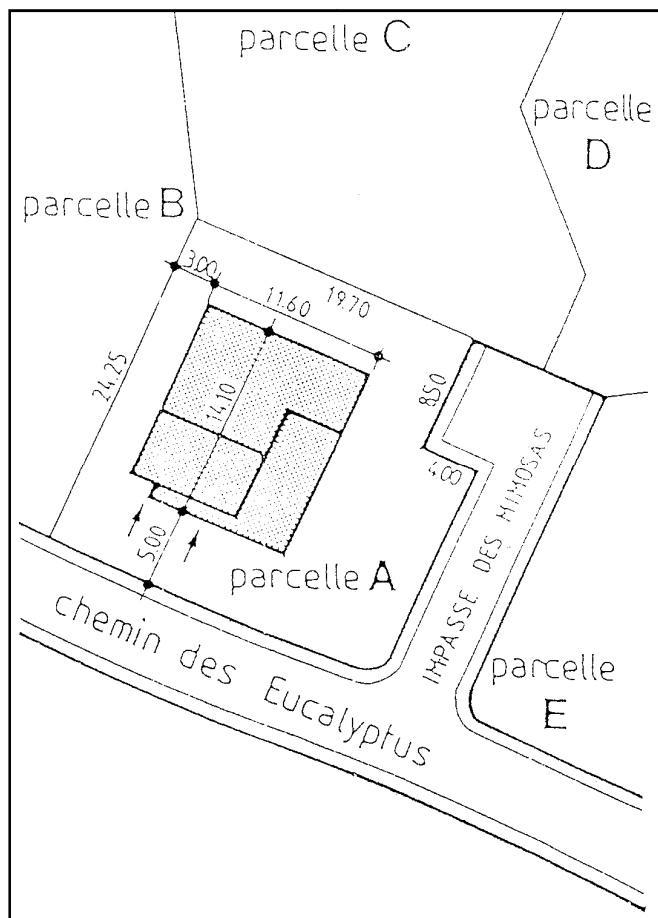 parcelle C
parcelle
D
parcelle B
3.00
19.70
11.60
24.25
14.10
8.50
4.00
5.00
parcelle A
IMPASSE DES MIMOSAS
chemin des Eucalyptus
parcelle
E